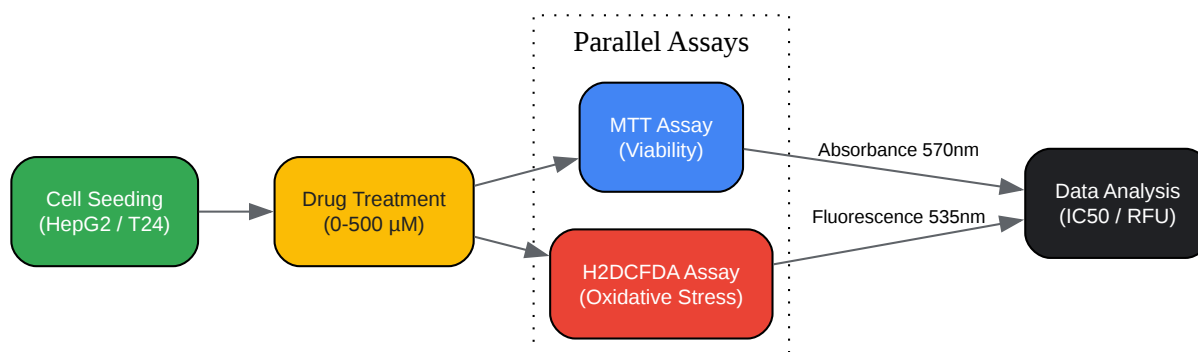 Parallel Assays
Cell Seeding
(HepG2 / T24)
Drug Treatment
(0-500 µM)
MTT Assay
(Viability)
H2DCFDA Assay
(Oxidative Stress)
Absorbance 570nm
Fluorescence 535nm
Data Analysis
(IC50 / RFU)